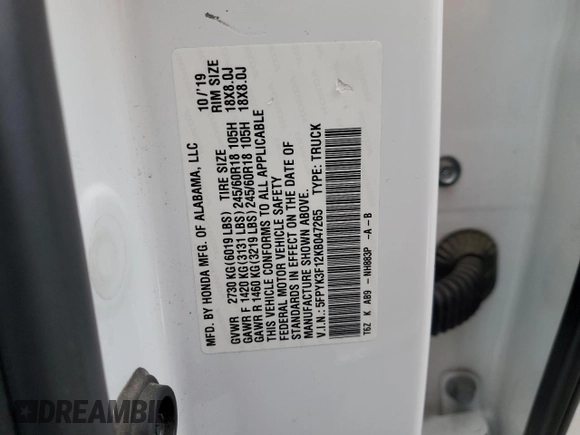 MFD. BY HONDA MFG. OF ALABAMA, LLC 10/'19
GVWR 2730 KG(6019 LBS) TIRE SIZE RIM SIZE
GAWR F 1420 KG(3131 LBS) 245/60R18 105H 18X8.0J
GAWR R 1460 KG(3219 LBS) 245/60R18 105H 18X8.0J
THIS VEHICLE CONFORMS TO ALL APPLICABLE
FEDERAL MOTOR VEHICLE SAFETY
STANDARDS IN EFFECT ON THE DATE OF
MANUFACTURE SHOWN ABOVE.
V.I.N.: 5FPYK3F12KB047265 TYPE: TRUCK
T6Z K A89 - NH883P -A-B
DREAMBI